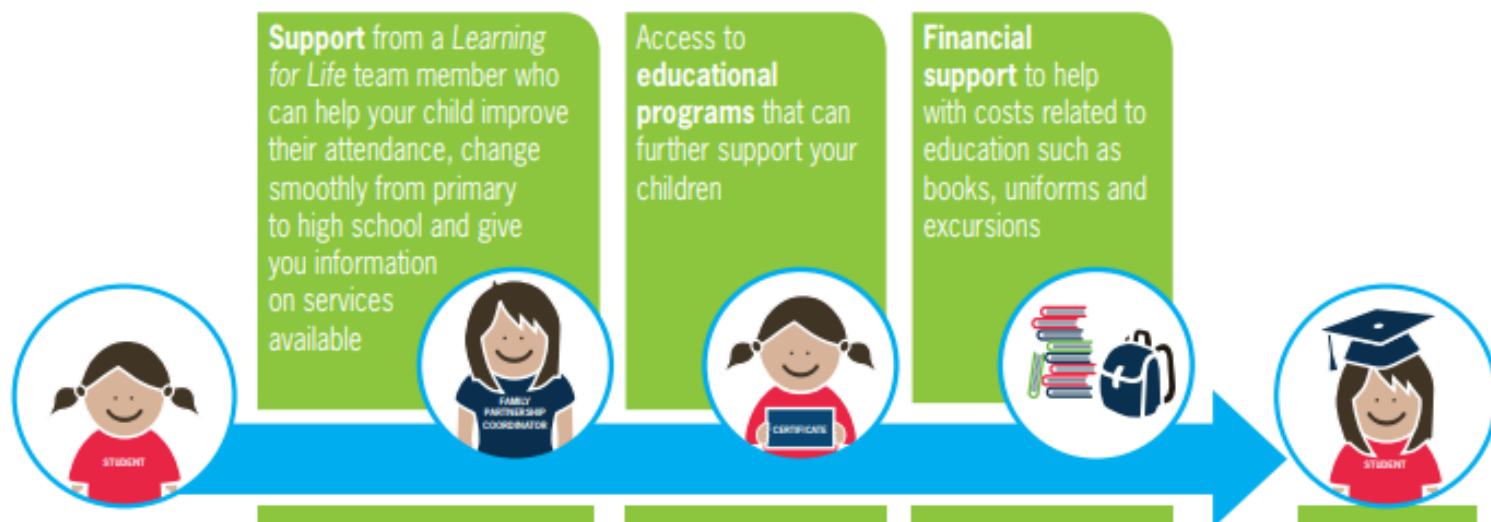 Support from a Learning
for Life team member who
can help your child improve
their attendance, change
smoothly from primary
to high school and give
you information
on services
available
Access to
educational
programs that can
further support your
children
Financial
support to help
with costs related to
education such as
books, uniforms and
excursions
STUDENT
FAMILY
PARTNERSHIP
COORDINATOR
CERTIFICATE
STUDENT